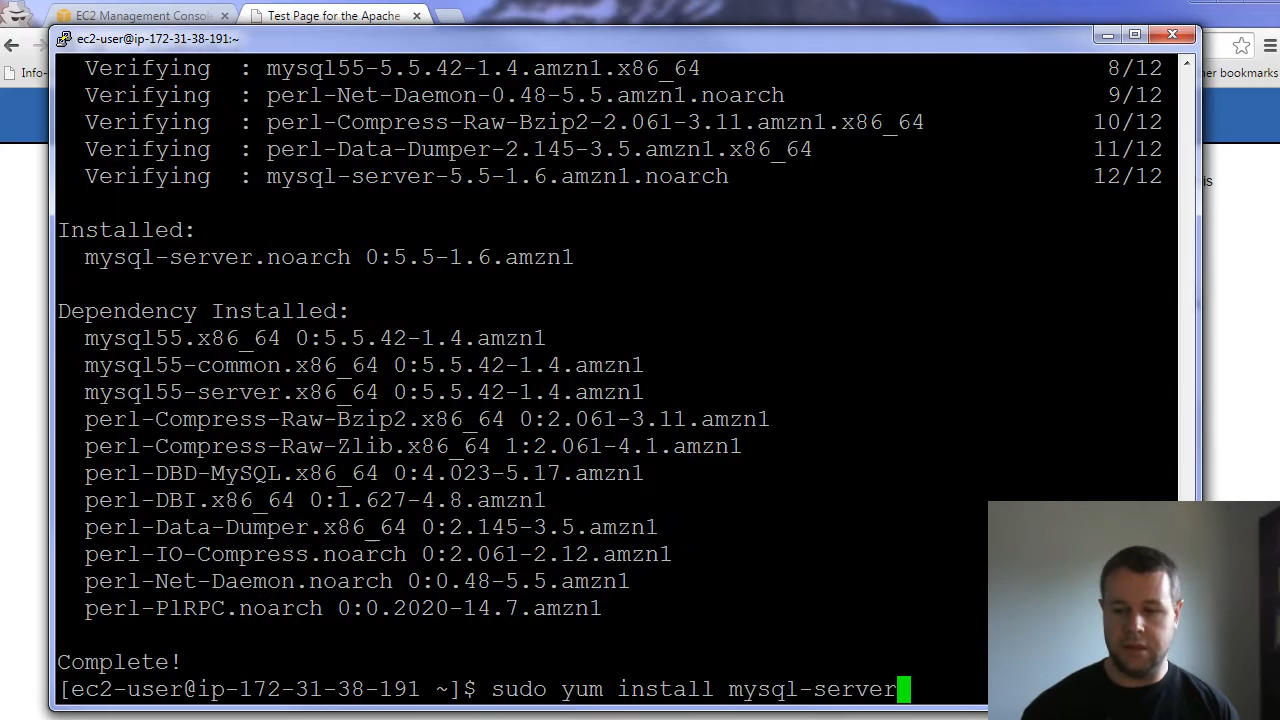 EC2 Management Consol
Test Page for the Apache
ec2-user@ip-172-31-38-191:~
Info-
her bookmarks
is
Verifying : mysql55-5.5.42-1.4.amzn1.x86_64 8/12
Verifying : perl-Net-Daemon-0.48-5.5.amzn1.noarch 9/12
Verifying : perl-Compress-Raw-Bzip2-2.061-3.11.amzn1.x86_64 10/12
Verifying : perl-Data-Dumper-2.145-3.5.amzn1.x86_64 11/12
Verifying : mysql-server-5.5-1.6.amzn1.noarch 12/12
Installed:
mysql-server.noarch 0:5.5-1.6.amzn1
Dependency Installed:
mysql55.x86_64 0:5.5.42-1.4.amzn1
mysql55-common.x86_64 0:5.5.42-1.4.amzn1
mysql55-server.x86_64 0:5.5.42-1.4.amzn1
perl-Compress-Raw-Bzip2.x86_64 0:2.061-3.11.amzn1
perl-Compress-Raw-Zlib.x86_64 1:2.061-4.1.amzn1
perl-DBD-MySQL.x86_64 0:4.023-5.17.amzn1
perl-DBI.x86_64 0:1.627-4.8.amzn1
perl-Data-Dumper.x86_64 0:2.145-3.5.amzn1
perl-IO-Compress.noarch 0:2.061-2.12.amzn1
perl-Net-Daemon.noarch 0:0.48-5.5.amzn1
perl-PlRPC.noarch 0:0.2020-14.7.amzn1
Complete!
[ec2-user@ip-172-31-38-191 ~]$ sudo yum install mysql-server